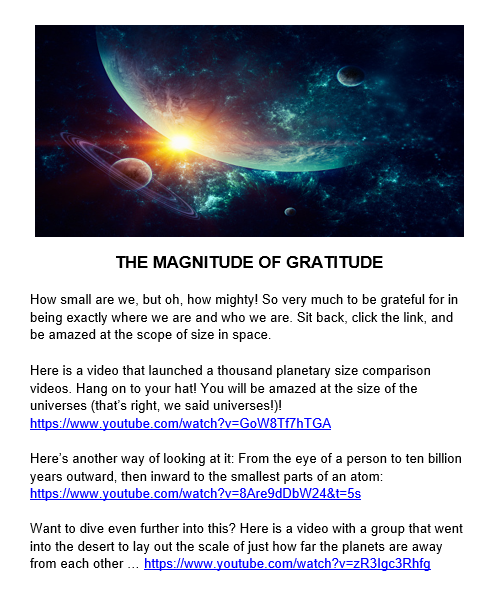 THE MAGNITUDE OF GRATITUDE
How small are we, but oh, how mighty! So very much to be grateful for in
being exactly where we are and who we are. Sit back, click the link, and
be amazed at the scope of size in space.
Here is a video that launched a thousand planetary size comparison
videos. Hang on to your hat! You will be amazed at the size of the
universes (that’s right, we said universes!)!
https://www.youtube.com/watch?v=GoW8Tf7hTGA
Here’s another way of looking at it: From the eye of a person to ten billion
years outward, then inward to the smallest parts of an atom:
https://www.youtube.com/watch?v=8Are9dDbW24&t=5s
Want to dive even further into this? Here is a video with a group that went
into the desert to lay out the scale of just how far the planets are away
from each other … https://www.youtube.com/watch?v=zR3Igc3Rhfg